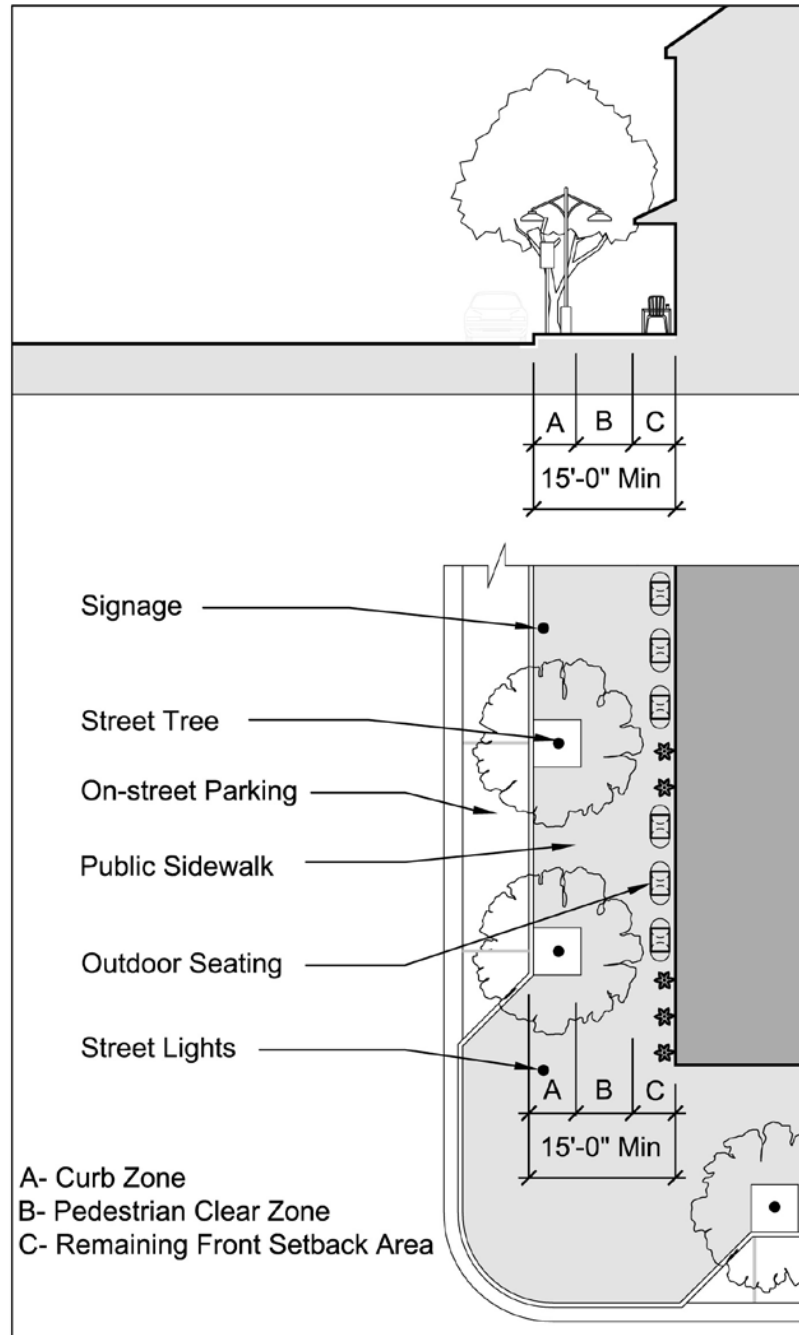 A B C
15'-0" Min
Signage
Street Tree
On-street Parking
Public Sidewalk
Outdoor Seating
Street Lights
A B C
15'-0" Min
A- Curb Zone
B- Pedestrian Clear Zone
C- Remaining Front Setback Area